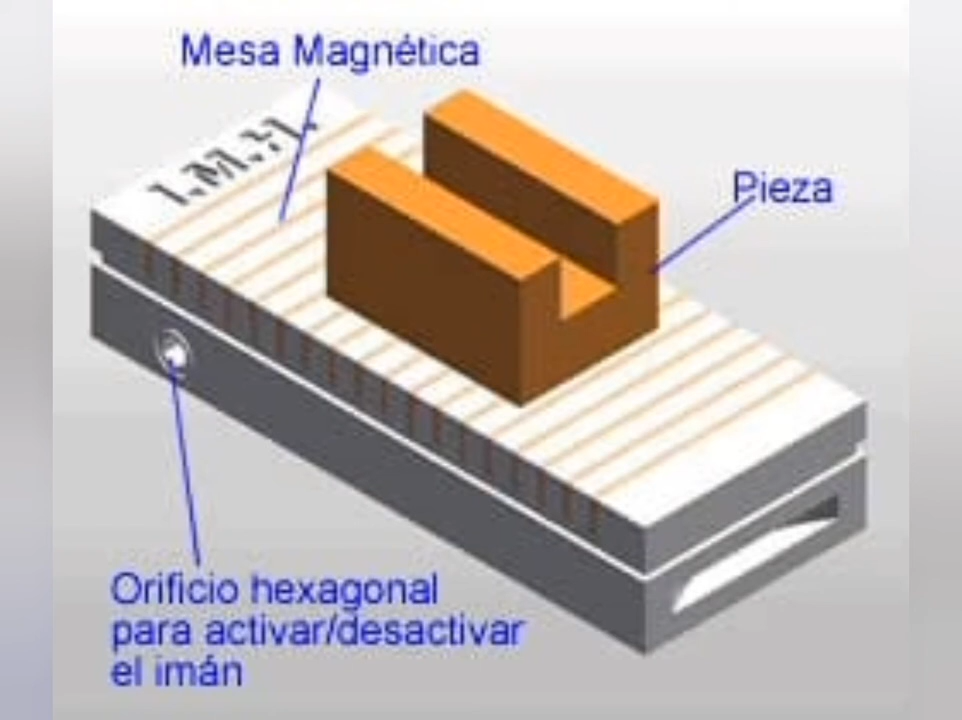 Mesa Magnética
Pieza
Orificio hexagonal
para activar/desactivar
el imán